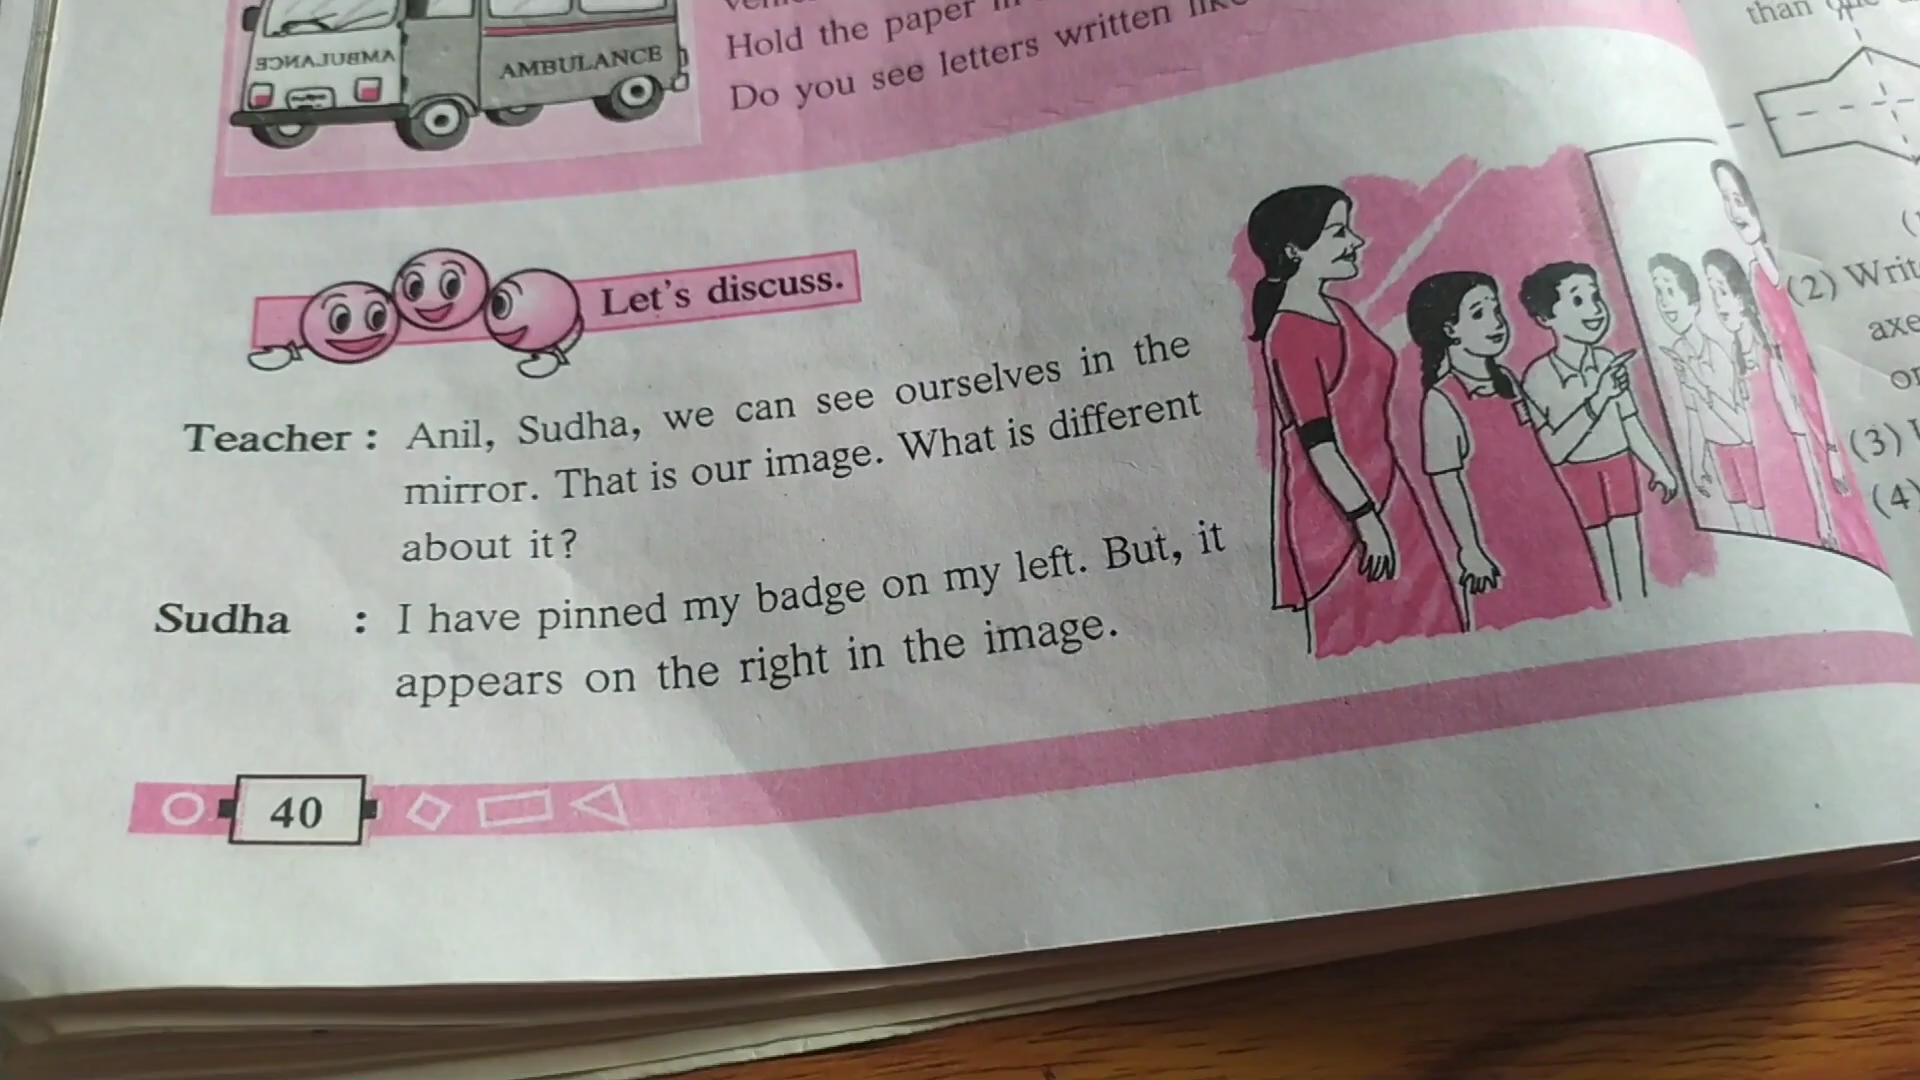 AMBULANCE
AMBULANCE
Hold the paper in
Do you see letters written
Let's discuss.
Teacher : Anil, Sudha, we can see ourselves in the
mirror. That is our image. What is different
about it?
Sudha : I have pinned my badge on my left. But, it
appears on the right in the image.
40
than
(2)
(3)
(4)